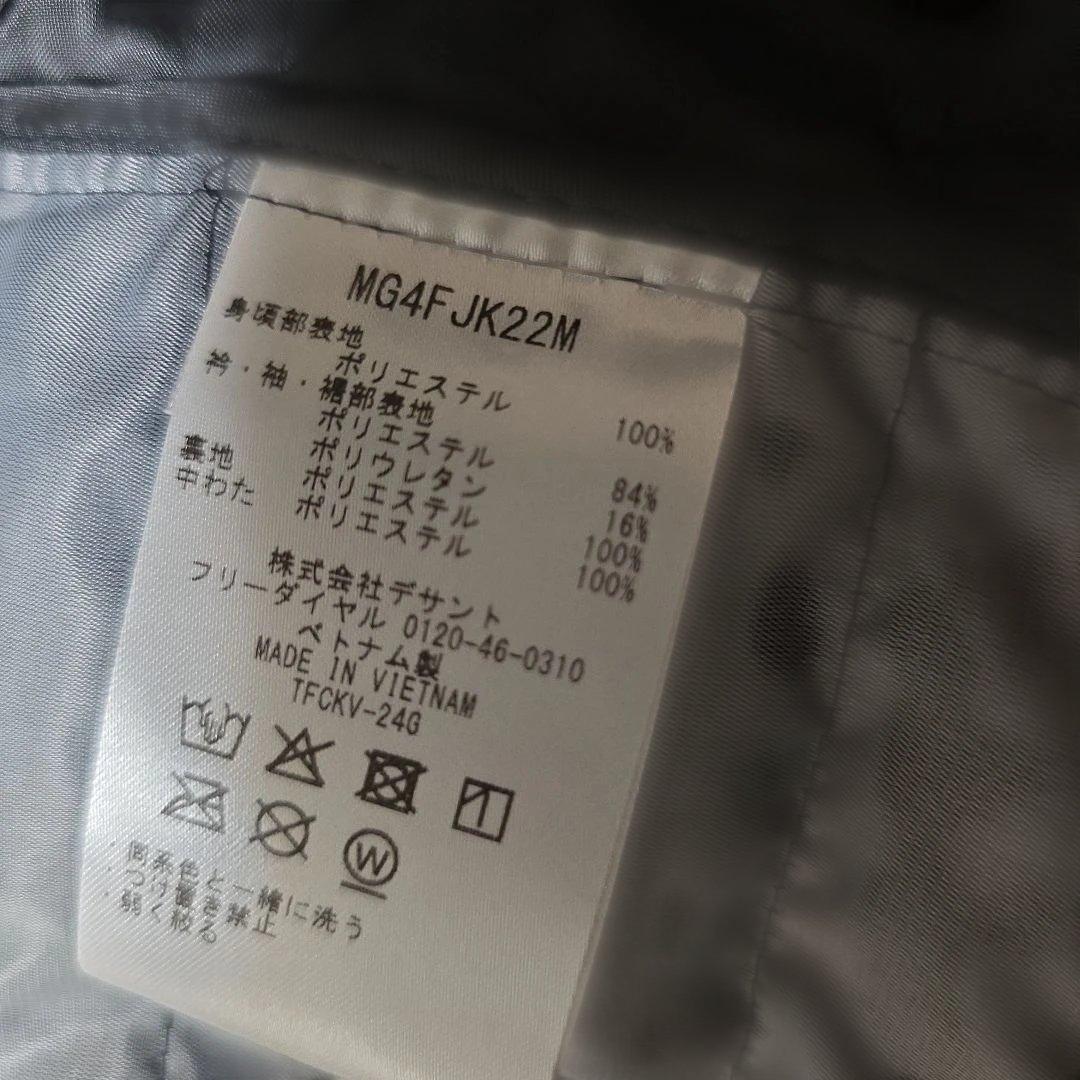 MG4FJK22M
身頃部表地
ポリエステル 100%
衿・袖・裾部表地
ポリエステル 84%
ポリウレタン 16%
裏地 ポリエステル 100%
中わた ポリエステル 100%
株式会社デサント
フリーダイヤル 0120-46-0310
ベトナム製
MADE IN VIETNAM
TFCKV-24G
W
・同系色と一緒に洗う
・つけ置き禁止
・弱く絞る